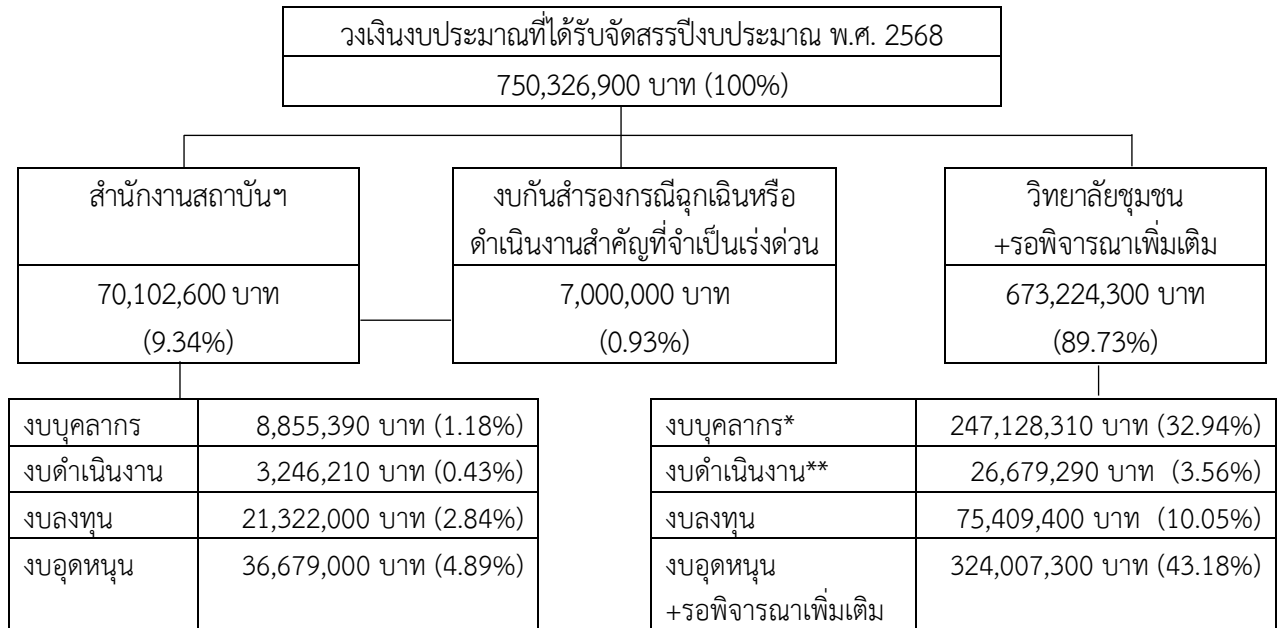 วงเงินงบประมาณที่ได้รับจัดสรรปีงบประมาณ พ.ศ. 2568
750,326,900 บาท (100%)
สำนักงานสถาบันฯ
70,102,600 บาท
(9.34%)
งบกันสำรองกรณีฉุกเฉินหรือ
ดำเนินงานสำคัญที่จำเป็นเร่งด่วน
7,000,000 บาท
(0.93%)
วิทยาลัยชุมชน
+รอพิจารณาเพิ่มเติม
673,224,300 บาท
(89.73%)
งบบุคลากร 8,855,390 บาท (1.18%)
งบดำเนินงาน 3,246,210 บาท (0.43%)
งบลงทุน 21,322,000 บาท (2.84%)
งบอุดหนุน 36,679,000 บาท (4.89%)
งบบุคลากร* 247,128,310 บาท (32.94%)
งบดำเนินงาน** 26,679,290 บาท (3.56%)
งบลงทุน 75,409,400 บาท (10.05%)
งบอุดหนุน 324,007,300 บาท (43.18%)
+รอพิจารณาเพิ่มเติม